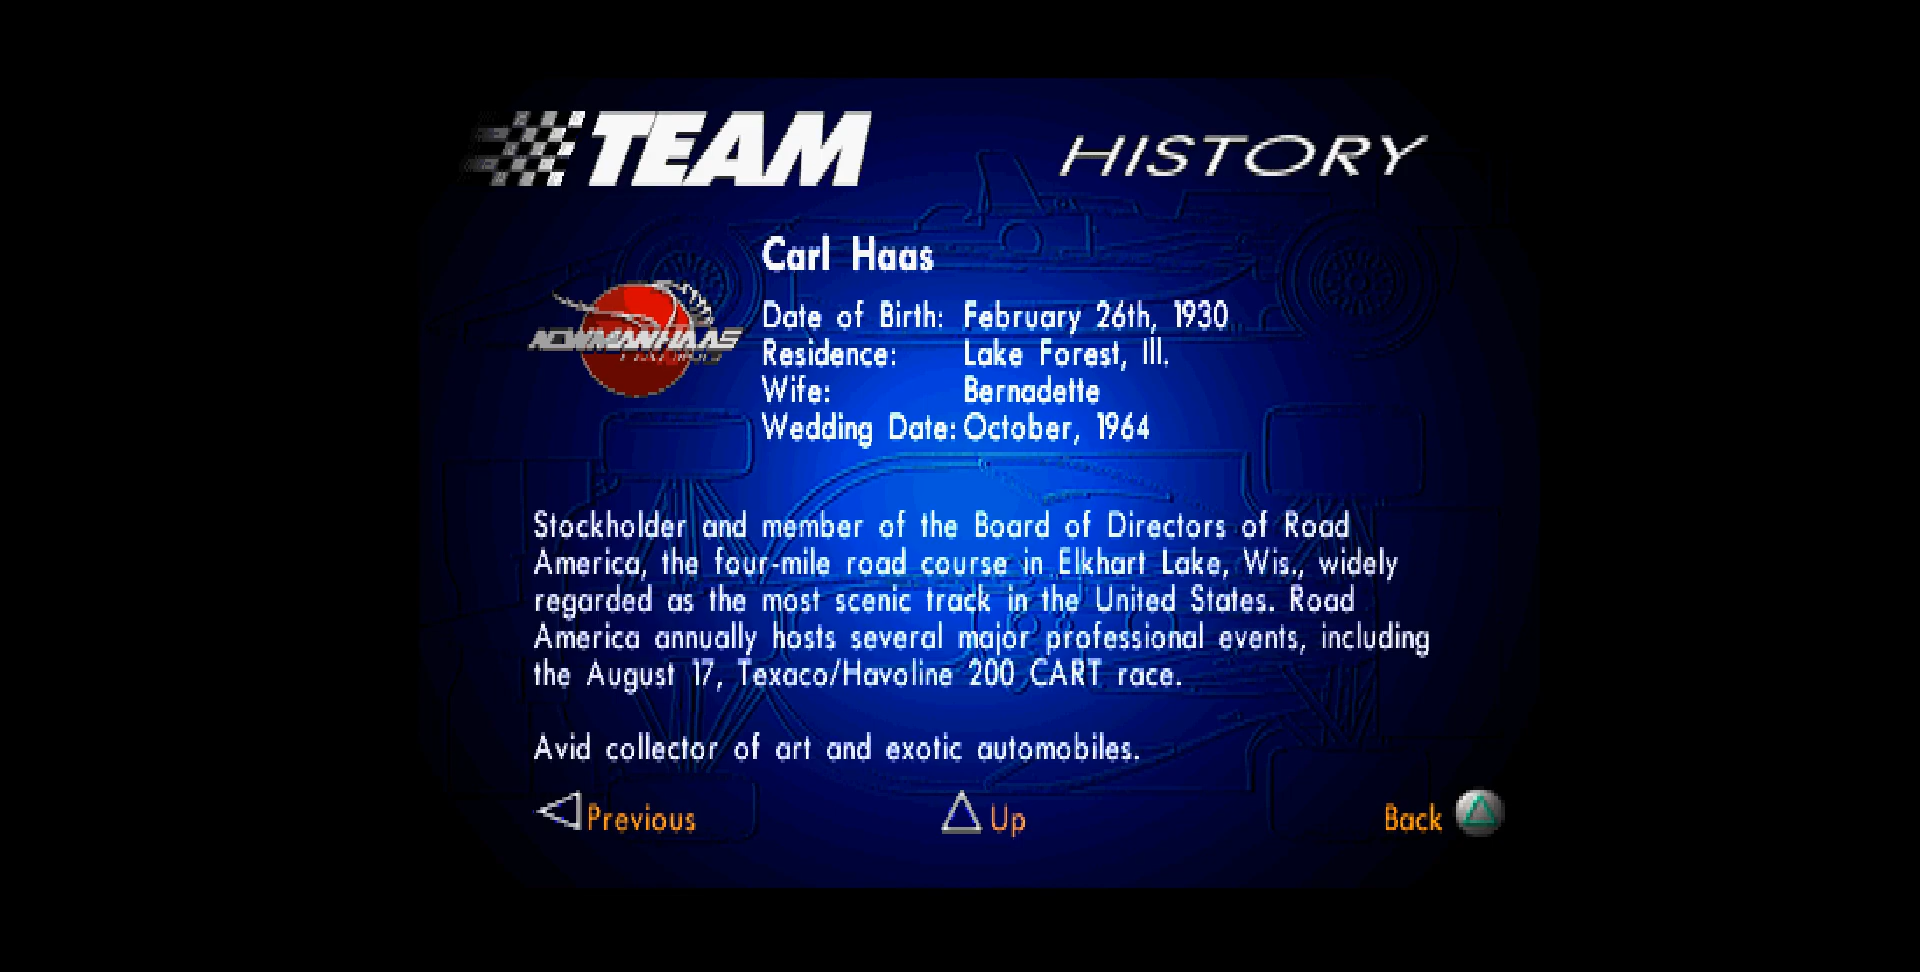 TEAM
HISTORY
Carl Haas
NEWMAN HAAS
Date of Birth: February 26th, 1930
Residence: Lake Forest, Ill.
Wife: Bernadette
Wedding Date: October, 1964
Stockholder and member of the Board of Directors of Road
America, the four-mile road course in Elkhart Lake, Wis., widely
regarded as the most scenic track in the United States. Road
America annually hosts several major professional events, including
the August 17, Texaco/Havoline 200 CART race.
Avid collector of art and exotic automobiles.
Previous
Up
Back